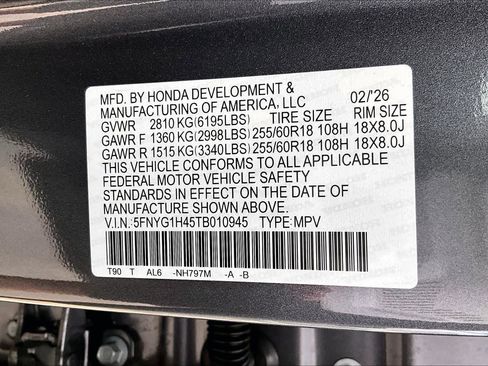 MFD. BY HONDA DEVELOPMENT &
MANUFACTURING OF AMERICA, LLC 02/'26
GVWR 2810 KG(6195LBS) TIRE SIZE RIM SIZE
GAWR F 1360 KG(2998LBS) 255/60R18 108H 18X8.0J
GAWR R 1515 KG(3340LBS) 255/60R18 108H 18X8.0J
THIS VEHICLE CONFORMS TO ALL APPLICABLE
FEDERAL MOTOR VEHICLE SAFETY
STANDARDS IN EFFECT ON THE DATE OF
MANUFACTURE SHOWN ABOVE.
V.I.N.: 5FNYG1H45TB010945 TYPE: MPV
T90 T AL6 -NH797M -A -B